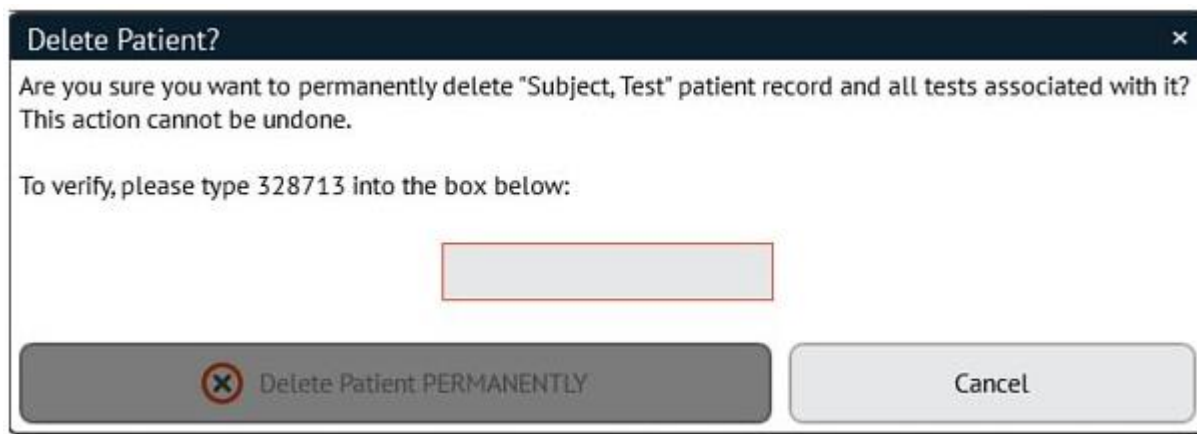 Delete Patient?
Are you sure you want to permanently delete "Subject, Test" patient record and all tests associated with it?
This action cannot be undone.
To verify, please type 328713 into the box below:
Delete Patient PERMANENTLY
Cancel